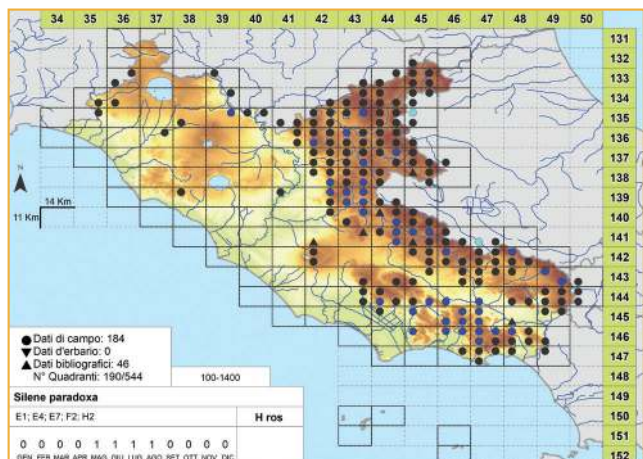 34 35 36 37 38 39 40 41 42 43 44 45 46 47 48 49 50
131
132
133
134
135
136
137
138
139
140
141
142
143
144
145
146
147
148
149
150
151
152
N
14 Km
11 Km
Dati di campo: 184
Dati d'erbario: 0
Dati bibliografici: 46
N° Quadranti: 190/544
100-1400
Silene paradoxa
E1; E4; E7; F2; H2
H ros
0 0 0 0 1 1 1 1 0 0 0 0
GEN FEB MAR APR MAG GIU LUG AGO SET OTT NOV DIC